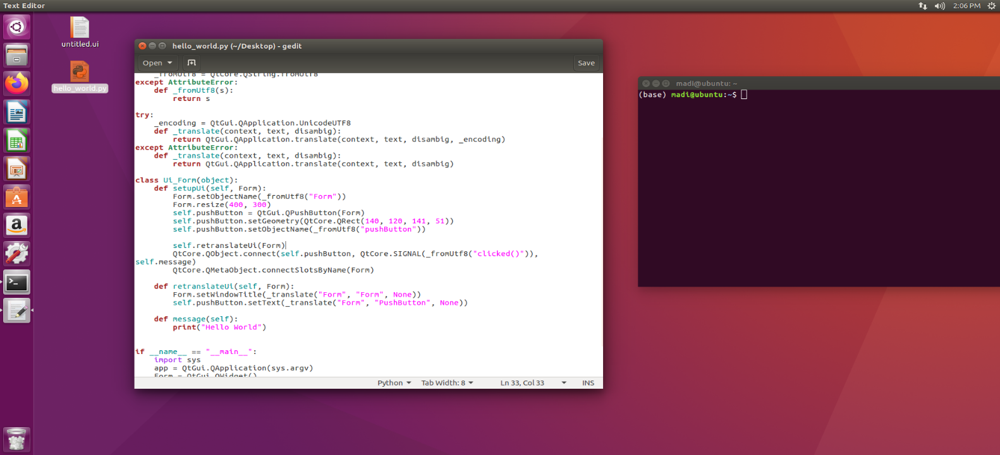 Text Editor
2:06 PM
untitled.ui
hello_world.py
hello_world.py (~/Desktop) - gedit
Open
Save
_fromUtf8 = QtCore.QString.fromUtf8
except AttributeError:
    def _fromUtf8(s):
        return s
try:
    _encoding = QtGui.QApplication.UnicodeUTF8
    def _translate(context, text, disambig):
        return QtGui.QApplication.translate(context, text, disambig, _encoding)
except AttributeError:
    def _translate(context, text, disambig):
        return QtGui.QApplication.translate(context, text, disambig)
class Ui_Form(object):
    def setupUi(self, Form):
        Form.setObjectName(_fromUtf8("Form"))
        Form.resize(400, 300)
        self.pushButton = QtGui.QPushButton(Form)
        self.pushButton.setGeometry(QtCore.QRect(140, 120, 141, 51))
        self.pushButton.setObjectName(_fromUtf8("pushButton"))
        self.retranslateUi(Form)
        QtCore.QObject.connect(self.pushButton, QtCore.SIGNAL(_fromUtf8("clicked()")),
self.message)
        QtCore.QMetaObject.connectSlotsByName(Form)
    def retranslateUi(self, Form):
        Form.setWindowTitle(_translate("Form", "Form", None))
        self.pushButton.setText(_translate("Form", "PushButton", None))
    def message(self):
        print("Hello World")
if __name__ == "__main__":
    import sys
    app = QtGui.QApplication(sys.argv)
    Form = QtGui.QWidget()
Python
Tab Width: 8
Ln 33, Col 33
INS
madi@ubuntu: ~
(base) madi@ubuntu:~$